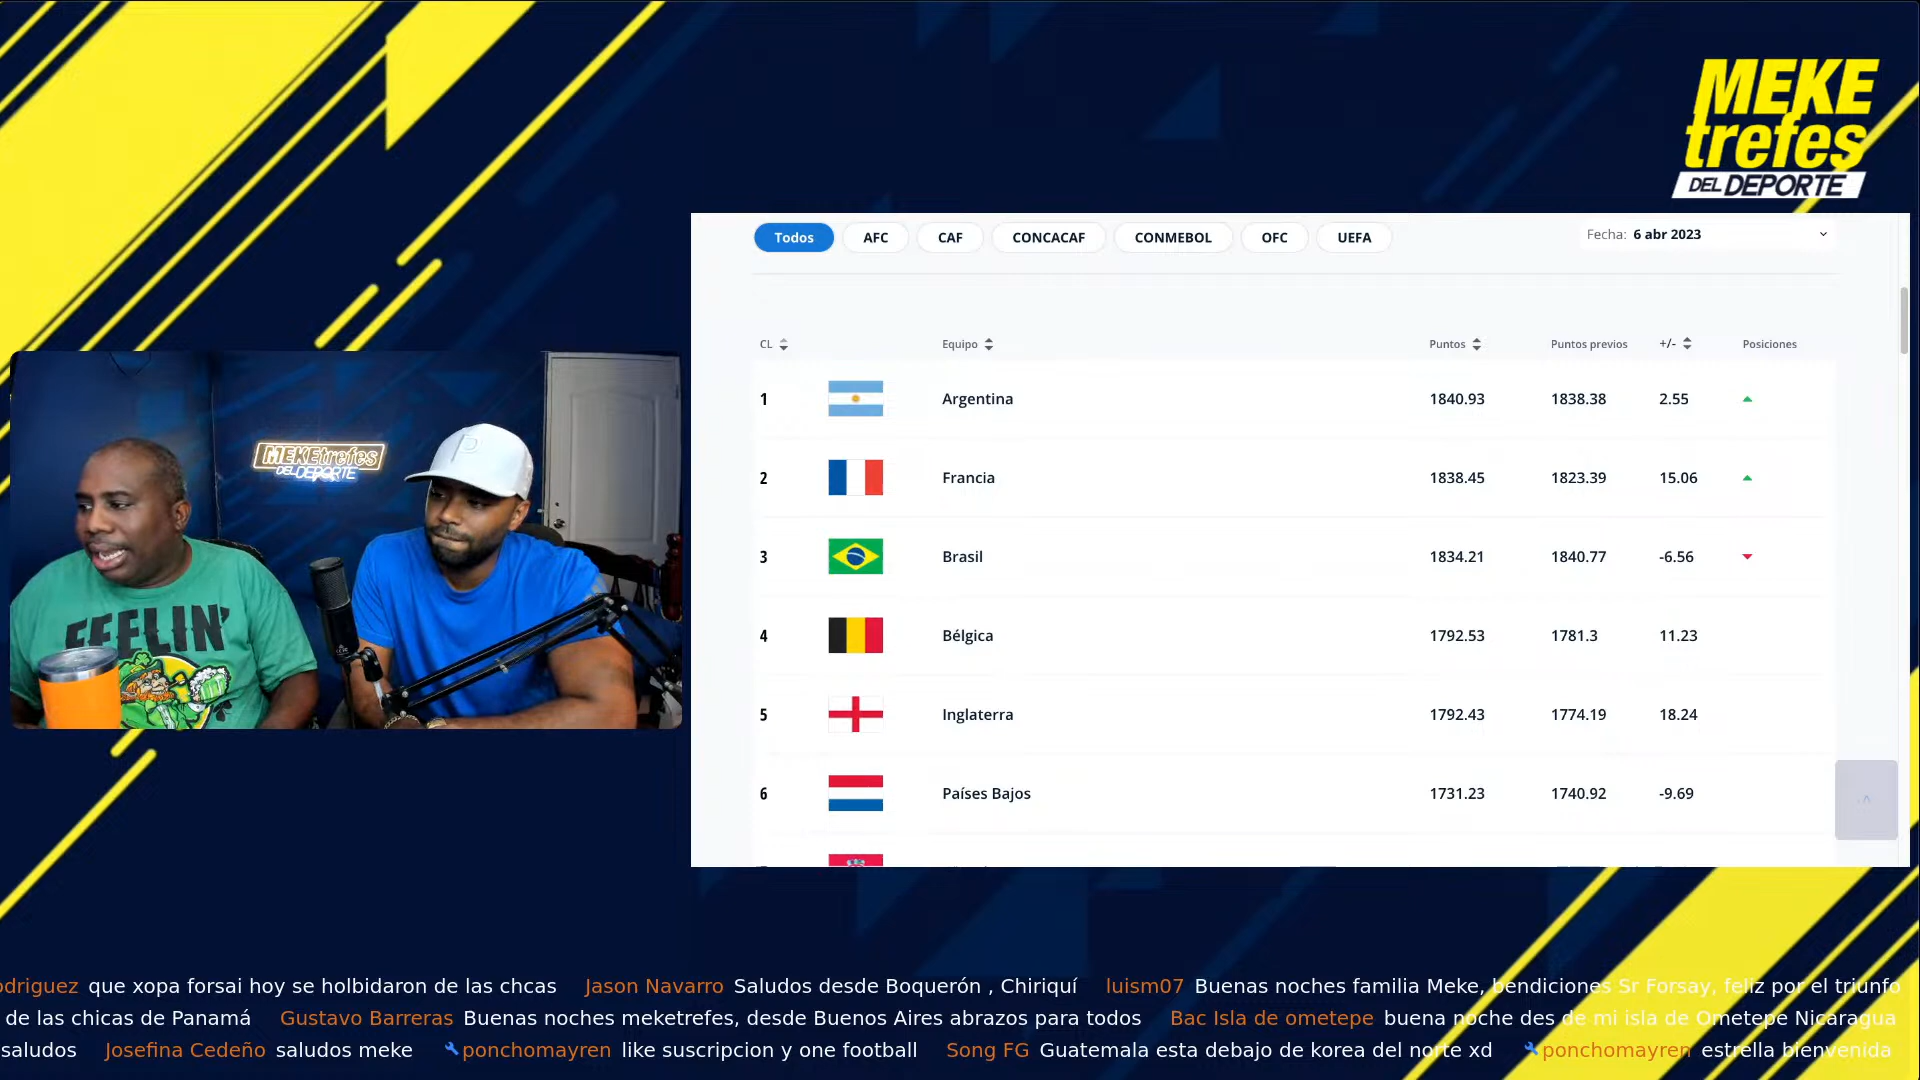 MEKE
trefes
DEL DEPORTE
Todos AFC CAF CONCACAF CONMEBOL OFC UEFA Fecha: 6 abr 2023
CL Equipo Puntos Puntos previos +/- Posiciones
1 Argentina 1840.93 1838.38 2.55
2 Francia 1838.45 1823.39 15.06
3 Brasil 1834.21 1840.77 -6.56
4 Bélgica 1792.53 1781.3 11.23
5 Inglaterra 1792.43 1774.19 18.24
6 Países Bajos 1731.23 1740.92 -9.69
MEKEtrefes
DEL DEPORTE
P
FEELIN'
odriguez que xopa forsai hoy se holbidaron de las chcas Jason Navarro Saludos desde Boquerón , Chiriquí luism07 Buenas noches familia Meke, bendiciones Sr Forsay, feliz por el triunfo
de las chicas de Panamá Gustavo Barreras Buenas noches meketrefes, desde Buenos Aires abrazos para todos Bac Isla de ometepe buena noche des de mi isla de Ometepe Nicaragua
saludos Josefina Cedeño saludos meke ponchomayren like suscripcion y one football Song FG Guatemala esta debajo de korea del norte xd ponchomayren estrella bienvenida